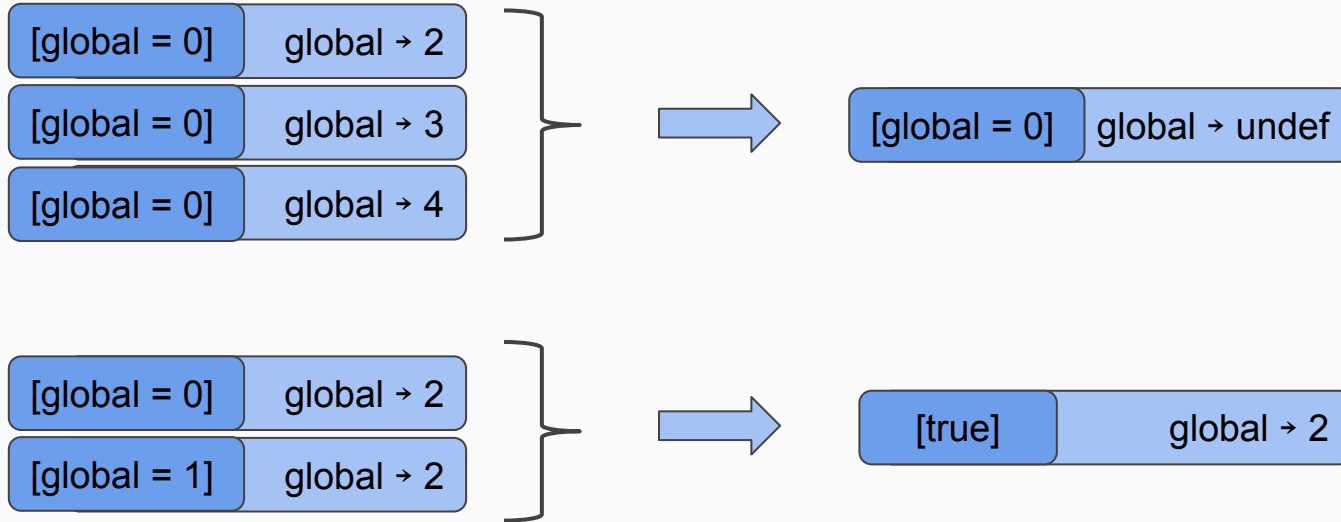 [global = 0] global → 2
[global = 0] global → 3
[global = 0] global → 4
[global = 0] global → undef
[global = 0] global → 2
[global = 1] global → 2
[true] global → 2